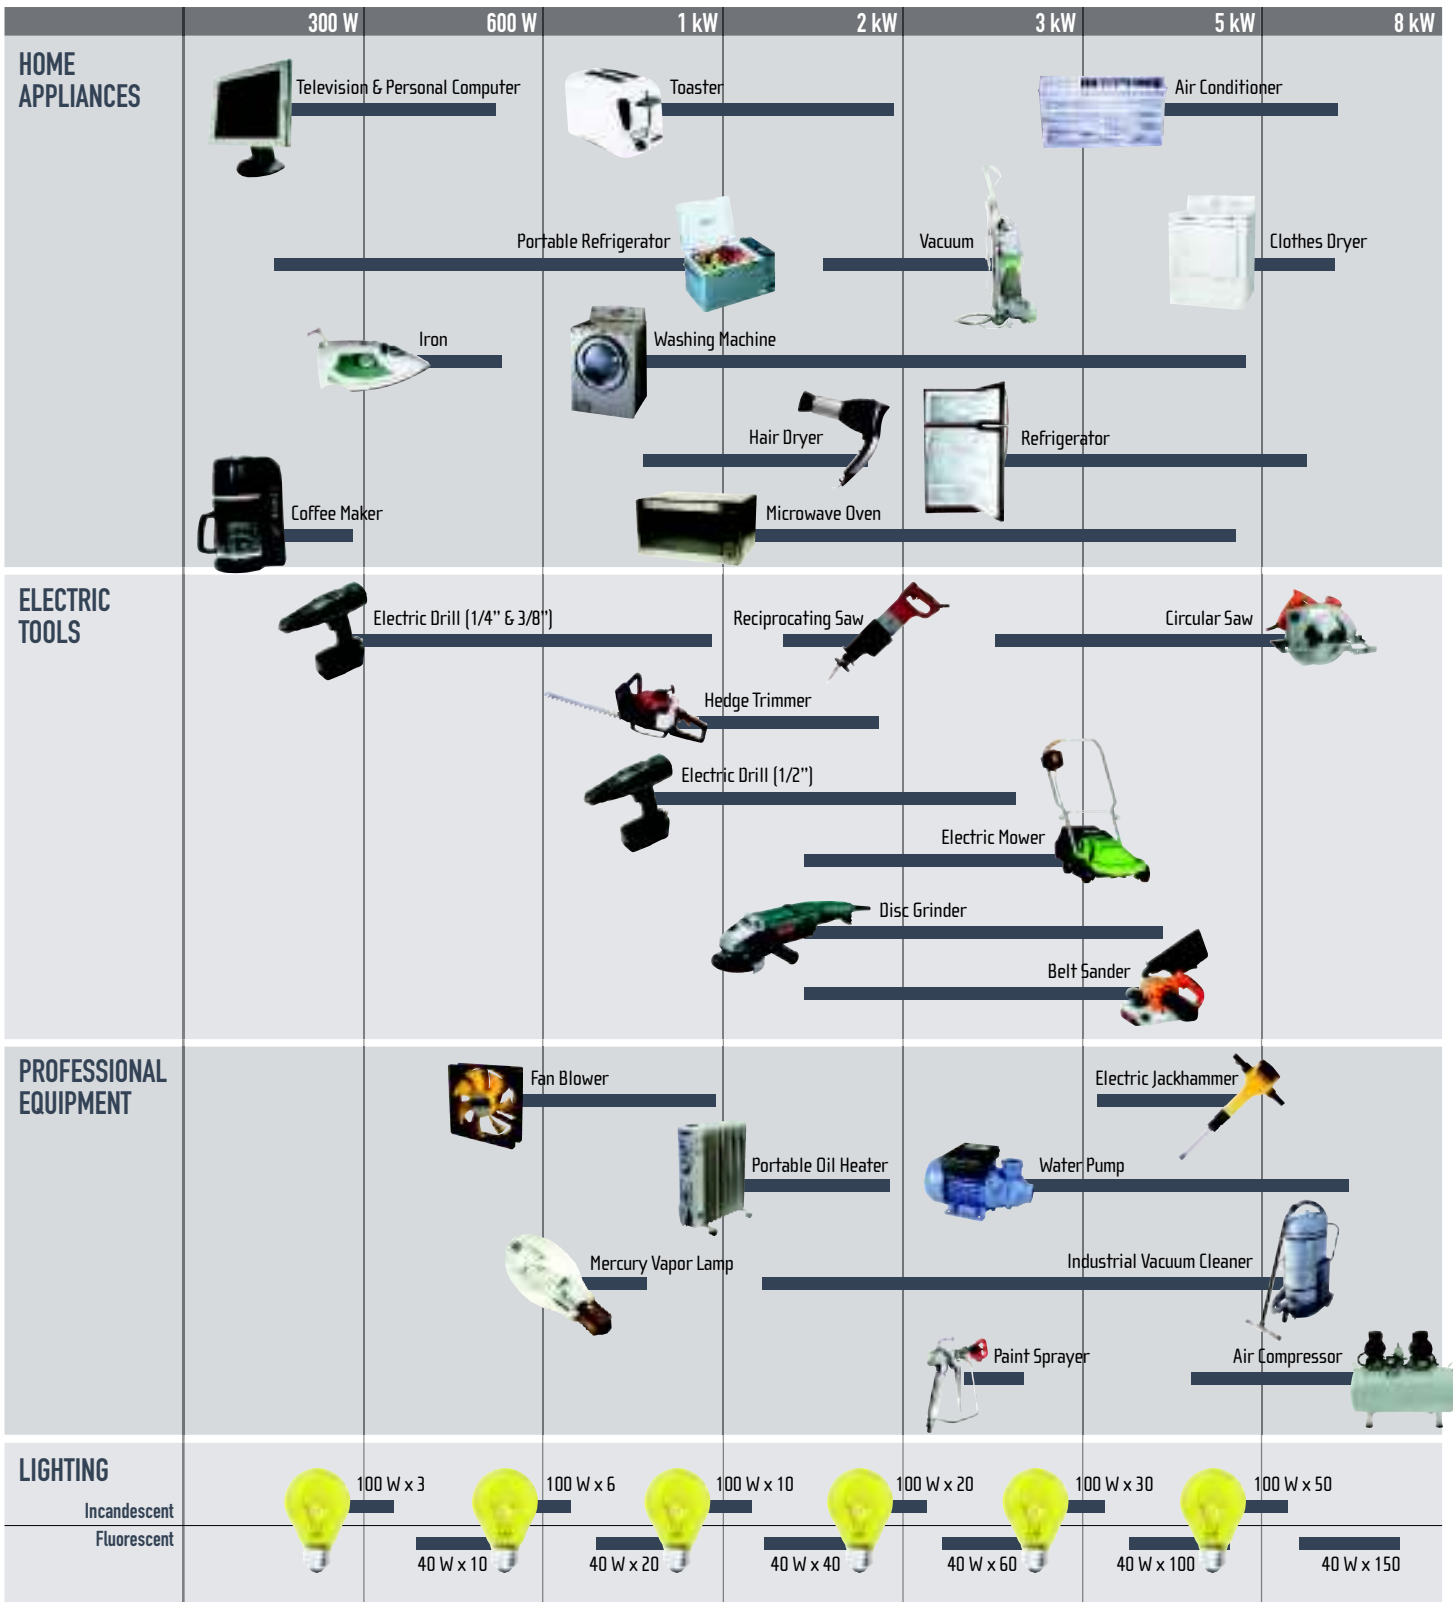 300 W 600 W 1 kW 2 kW 3 kW 5 kW 8 kW
HOME
APPLIANCES
Television & Personal Computer
Toaster
Air Conditioner
Portable Refrigerator
Vacuum
Clothes Dryer
Iron
Washing Machine
Hair Dryer
Refrigerator
Coffee Maker
Microwave Oven
ELECTRIC
TOOLS
Electric Drill (1/4” & 3/8”)
Reciprocating Saw
Circular Saw
Hedge Trimmer
Electric Drill (1/2”)
Electric Mower
Disc Grinder
Belt Sander
PROFESSIONAL
EQUIPMENT
Fan Blower
Electric Jackhammer
Portable Oil Heater
Water Pump
Mercury Vapor Lamp
Industrial Vacuum Cleaner
Paint Sprayer
Air Compressor
LIGHTING
Incandescent
100 W x 3
100 W x 6
100 W x 10
100 W x 20
100 W x 30
100 W x 50
Fluorescent
40 W x 10
40 W x 20
40 W x 40
40 W x 60
40 W x 100
40 W x 150